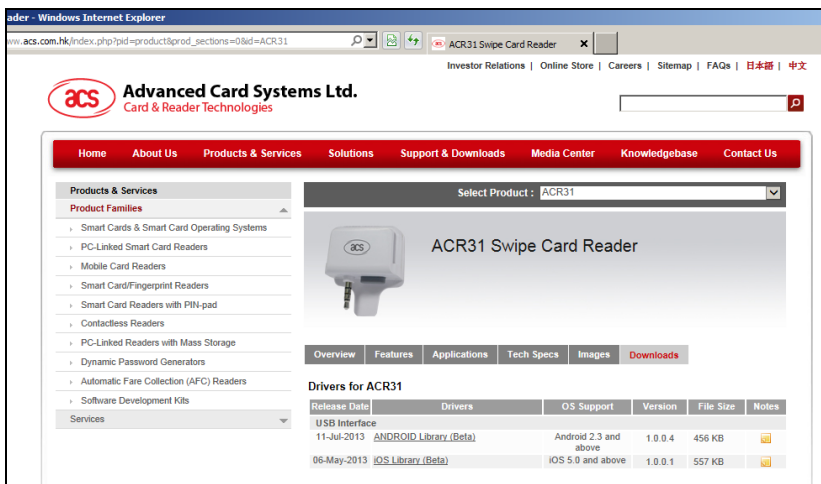 ader - Windows Internet Explorer
ww.acs.com.hk/index.php?pid=product&prod_sections=0&id=ACR31
ACR31 Swipe Card Reader
Investor Relations | Online Store | Careers | Sitemap | FAQs | 日本語 | 中文
acs
Advanced Card Systems Ltd.
Card & Reader Technologies
Home About Us Products & Services Solutions Support & Downloads Media Center Knowledgebase Contact Us
Products & Services
Product Families
Smart Cards & Smart Card Operating Systems
PC-Linked Smart Card Readers
Mobile Card Readers
Smart Card/Fingerprint Readers
Smart Card Readers with PIN-pad
Contactless Readers
PC-Linked Readers with Mass Storage
Dynamic Password Generators
Automatic Fare Collection (AFC) Readers
Software Development Kits
Services
Select Product : ACR31
acs
ACR31 Swipe Card Reader
Overview Features Applications Tech Specs Images Downloads
Drivers for ACR31
Release Date Drivers OS Support Version File Size Notes
USB Interface
11-Jul-2013 ANDROID Library (Beta) Android 2.3 and above 1.0.0.4 456 KB
06-May-2013 iOS Library (Beta) iOS 5.0 and above 1.0.0.1 557 KB